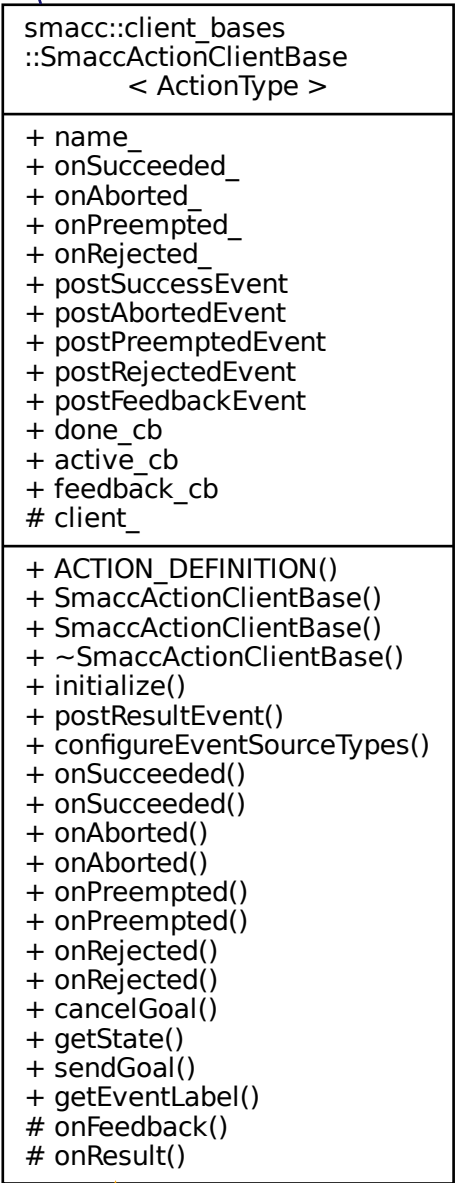 smacc::client_bases
::SmaccActionClientBase
< ActionType >
+ name_
+ onSucceeded_
+ onAborted_
+ onPreempted_
+ onRejected_
+ postSuccessEvent
+ postAbortedEvent
+ postPreemptedEvent
+ postRejectedEvent
+ postFeedbackEvent
+ done_cb
+ active_cb
+ feedback_cb
# client_
+ ACTION_DEFINITION()
+ SmaccActionClientBase()
+ SmaccActionClientBase()
+ ~SmaccActionClientBase()
+ initialize()
+ postResultEvent()
+ configureEventSourceTypes()
+ onSucceeded()
+ onSucceeded()
+ onAborted()
+ onAborted()
+ onPreempted()
+ onPreempted()
+ onRejected()
+ onRejected()
+ cancelGoal()
+ getState()
+ sendGoal()
+ getEventLabel()
# onFeedback()
# onResult()